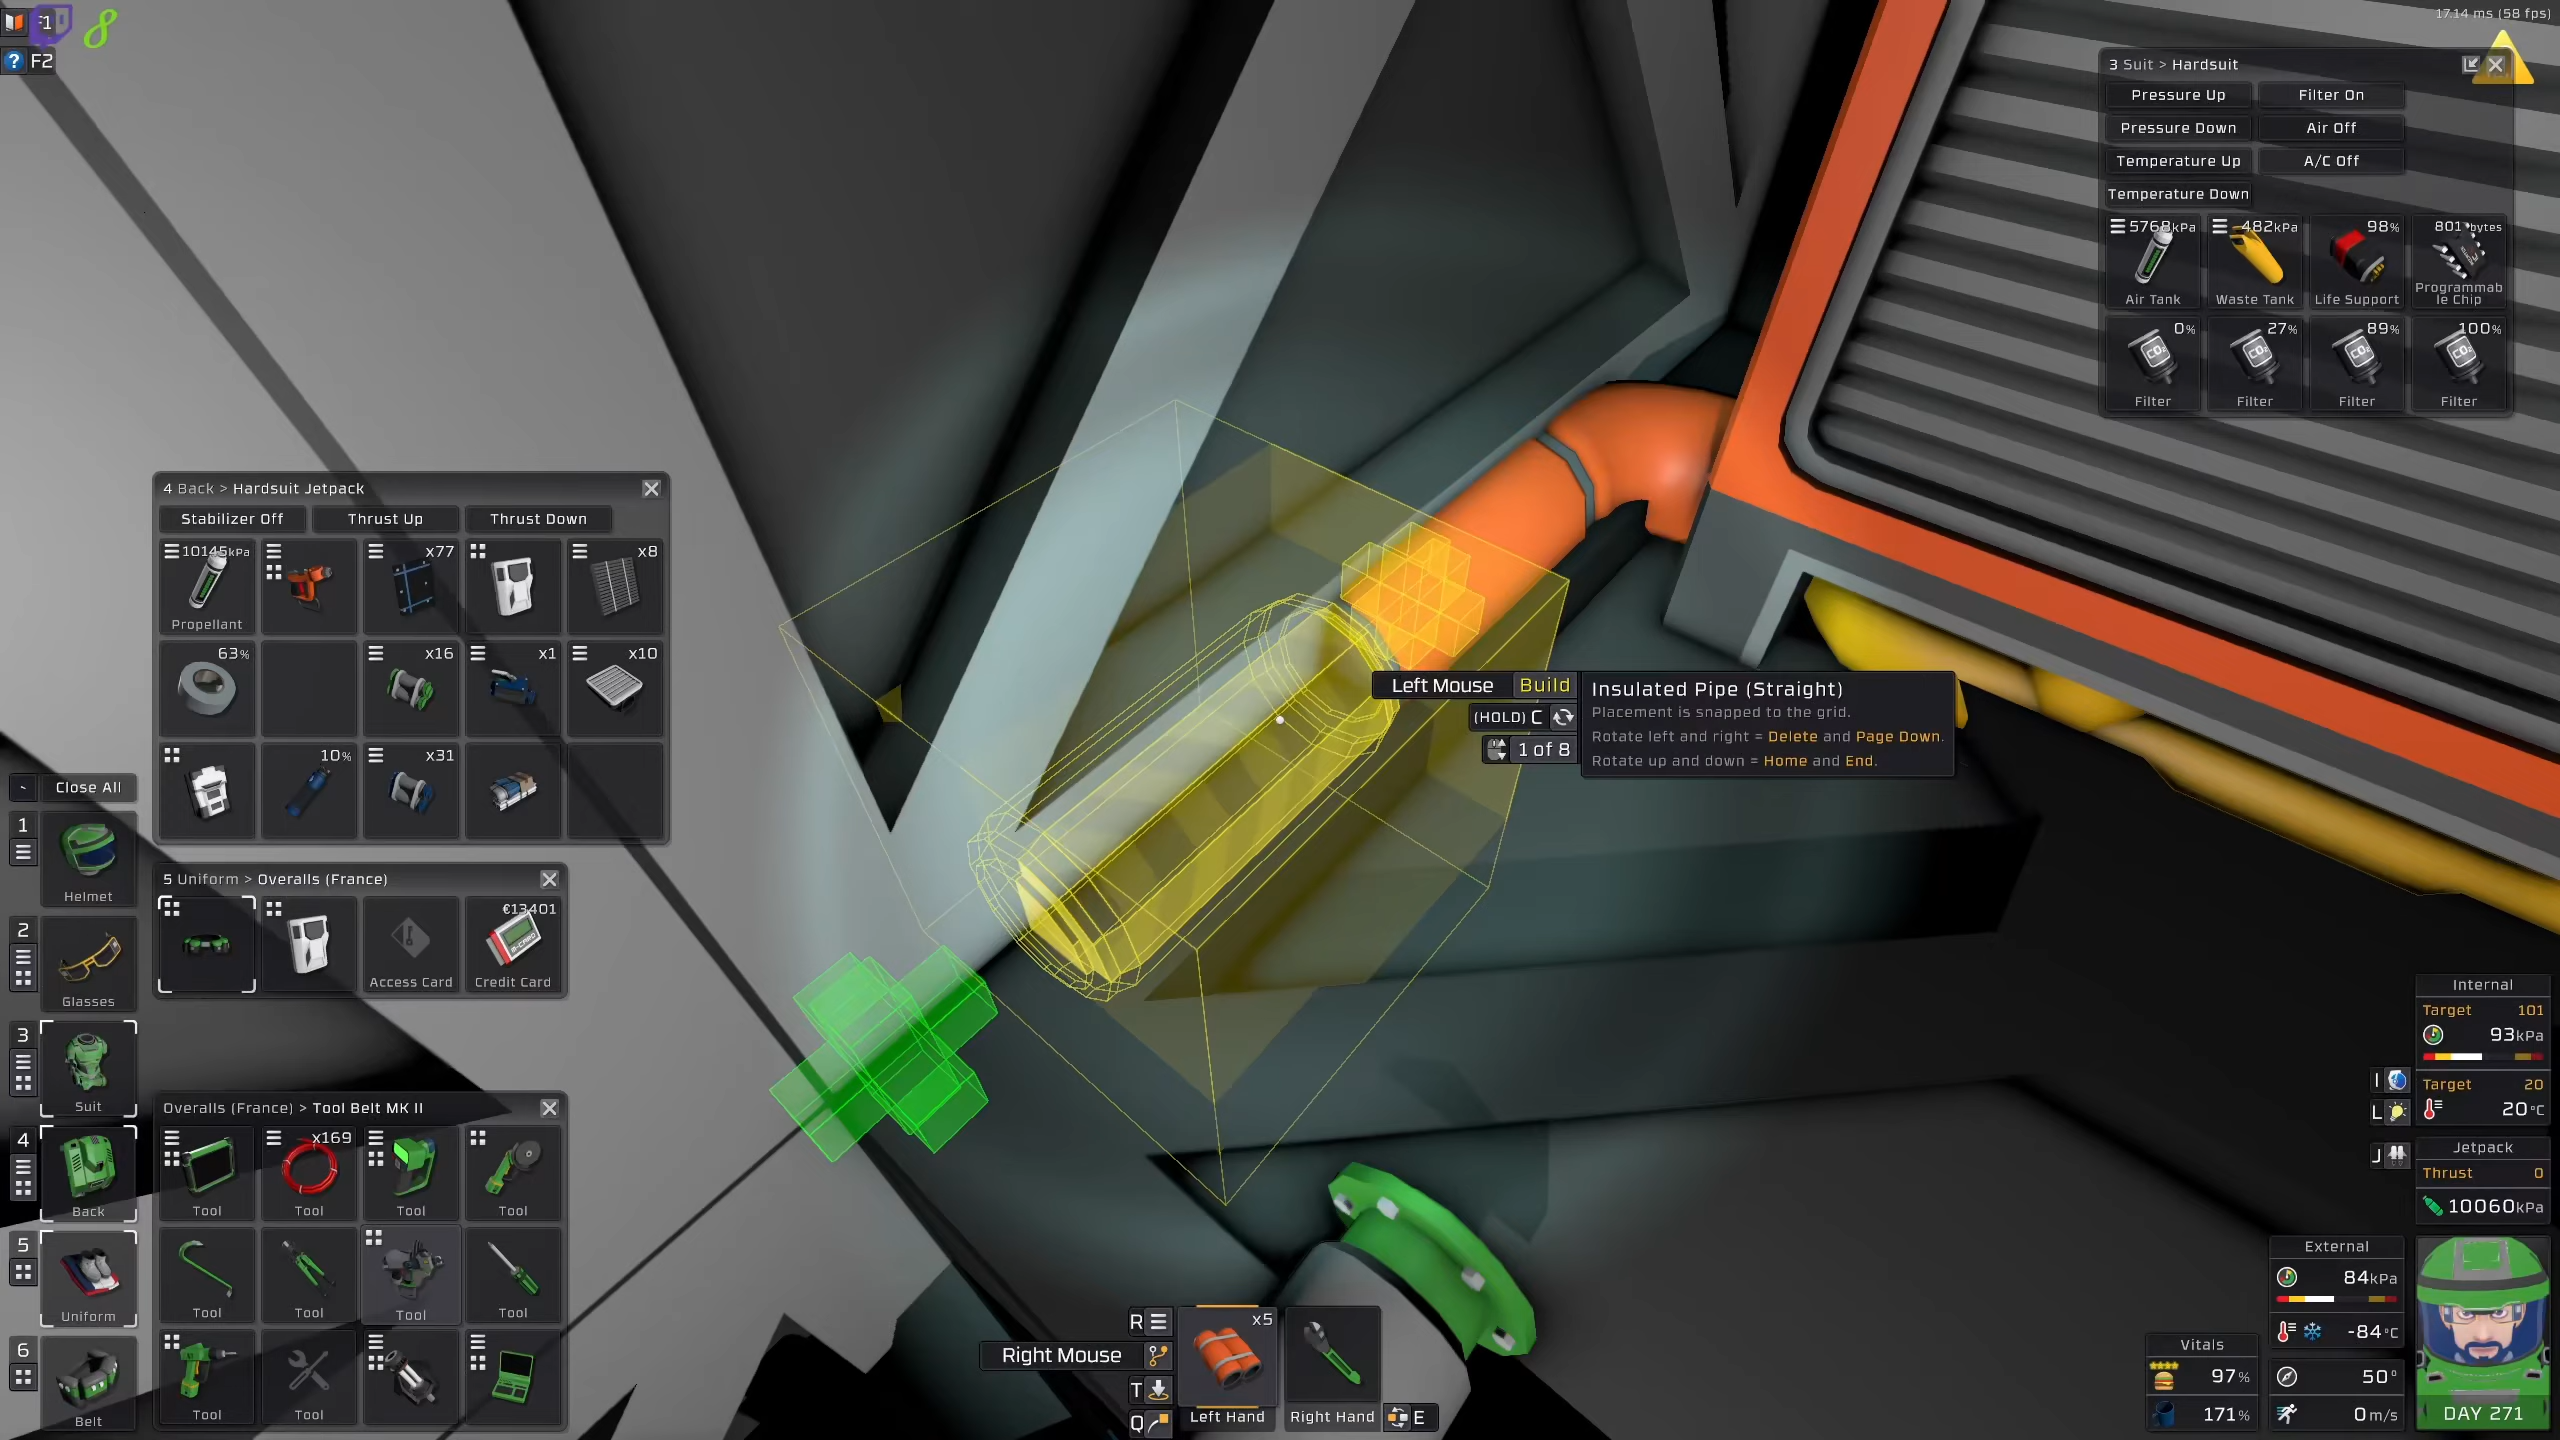 F1
8
F2
17.14 ms (58 fps)
3 Suit > Hardsuit
Pressure Up
Filter On
Pressure Down
Air Off
Temperature Up
A/C Off
Temperature Down
5768kPa
482kPa
98%
801 bytes
Air Tank
Waste Tank
Life Support
Programmab
le Chip
0%
27%
89%
100%
CO₂
CO₂
CO₂
CO₂
Filter
Filter
Filter
Filter
4 Back > Hardsuit Jetpack
Stabilizer Off
Thrust Up
Thrust Down
10145kPa
x77
x8
Propellant
63%
x16
x1
x10
10%
x31
Left Mouse
Build
(HOLD) C
1 of 8
Insulated Pipe (Straight)
Placement is snapped to the grid.
Rotate left and right = Delete and Page Down.
Rotate up and down = Home and End.
~
Close All
1
Helmet
2
Glasses
3
Suit
4
Back
5
Uniform
6
Belt
5 Uniform > Overalls (France)
€13401
Access Card
Credit Card
Overalls (France) > Tool Belt MK II
x169
Tool
Tool
Tool
Tool
Tool
Tool
Tool
Tool
Tool
Tool
R
Right Mouse
T
Q
x5
Left Hand
Right Hand
E
Internal
Target 101
93kPa
Target 20
20°C
I
L
J
Jetpack
Thrust 0
10060kPa
External
84kPa
-84°C
50°
0m/s
Vitals
97%
171%
DAY 271